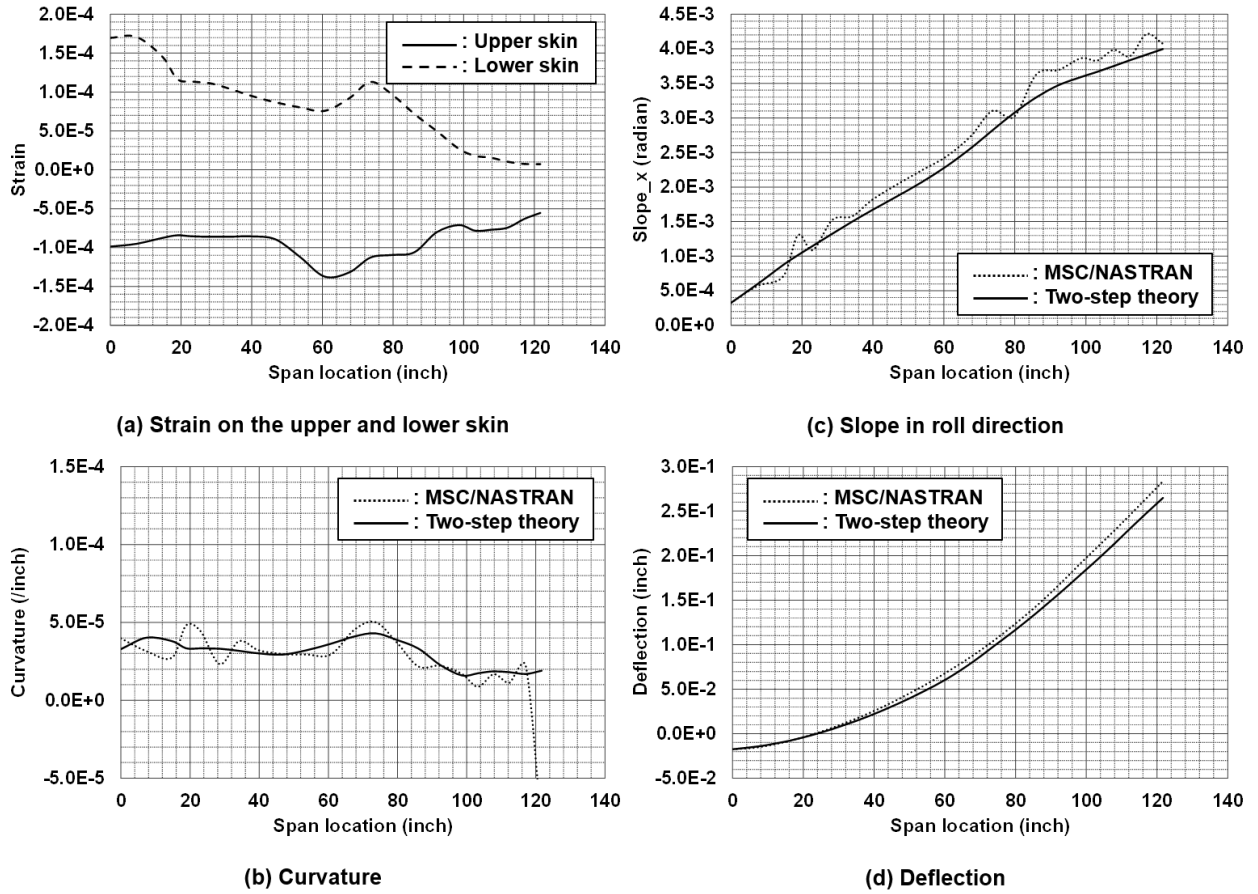 2.0E-4
1.5E-4
1.0E-4
5.0E-5
0.0E+0
-5.0E-5
-1.0E-4
-1.5E-4
-2.0E-4
Strain
: Upper skin
: Lower skin
0 20 40 60 80 100 120 140
Span location (inch)
(a) Strain on the upper and lower skin
4.5E-3
4.0E-3
3.5E-3
3.0E-3
2.5E-3
2.0E-3
1.5E-3
1.0E-3
5.0E-4
0.0E+0
Slope_x (radian)
: MSC/NASTRAN
: Two-step theory
0 20 40 60 80 100 120 140
Span location (inch)
(c) Slope in roll direction
1.5E-4
1.0E-4
5.0E-5
0.0E+0
-5.0E-5
Curvature (/inch)
: MSC/NASTRAN
: Two-step theory
0 20 40 60 80 100 120 140
Span location (inch)
(b) Curvature
3.0E-1
2.5E-1
2.0E-1
1.5E-1
1.0E-1
5.0E-2
0.0E+0
-5.0E-2
Deflection (inch)
: MSC/NASTRAN
: Two-step theory
0 20 40 60 80 100 120 140
Span location (inch)
(d) Deflection